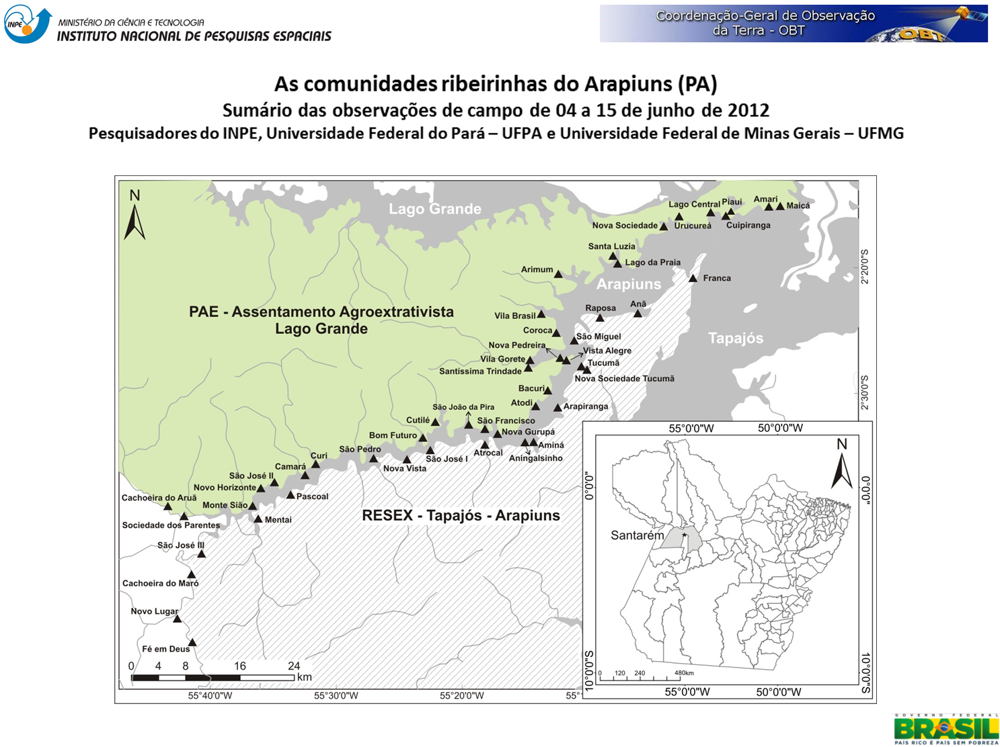 INPE
MINISTÉRIO DA CIÊNCIA E TECNOLOGIA
INSTITUTO NACIONAL DE PESQUISAS ESPACIAIS
Coordenação-Geral de Observação
da Terra - OBT
OBT
As comunidades ribeirinhas do Arapiuns (PA)
Sumário das observações de campo de 04 a 15 de junho de 2012
Pesquisadores do INPE, Universidade Federal do Pará – UFPA e Universidade Federal de Minas Gerais – UFMG
N
Lago Grande
Lago Central
Piaui
Amari
Maicá
Nova Sociedade
Urucureá
Cuipiranga
Santa Luzia
Lago da Praia
Arimum
Arapiuns
Franca
2°20'0"S
PAE - Assentamento Agroextrativista
Lago Grande
Vila Brasil
Raposa
Anã
Coroca
São Miguel
Tapajós
Nova Pedreira
Vista Alegre
Vila Gorete
Tucumã
Santíssima Trindade
Nova Sociedade Tucumã
Bacuri
2°30'0"S
Atodi
Arapiranga
São João da Pira
Cutilé
São Francisco
Bom Futuro
Nova Gurupá
São Pedro
Aminá
Atrocal
Aningalsinho
São José I
Nova Vista
Curi
Camará
São José II
Novo Horizonte
Pascoal
Cachoeira do Aruã
Monte Sião
Mentai
Sociedade dos Parentes
RESEX - Tapajós - Arapiuns
São José III
Cachoeira do Maró
Novo Lugar
Fé em Deus
0 4 8 16 24
km
55°40'0"W 55°30'0"W 55°20'0"W 55°
55°0'0"W 50°0'0"W
N
0°0'0" 0°0'0"
Santarém
10°0'0"S 10°0'0"S
0 120 240 480km
55°0'0"W 50°0'0"W
GOVERNO FEDERAL
BRASIL
PAÍS RICO É PAÍS SEM POBREZA